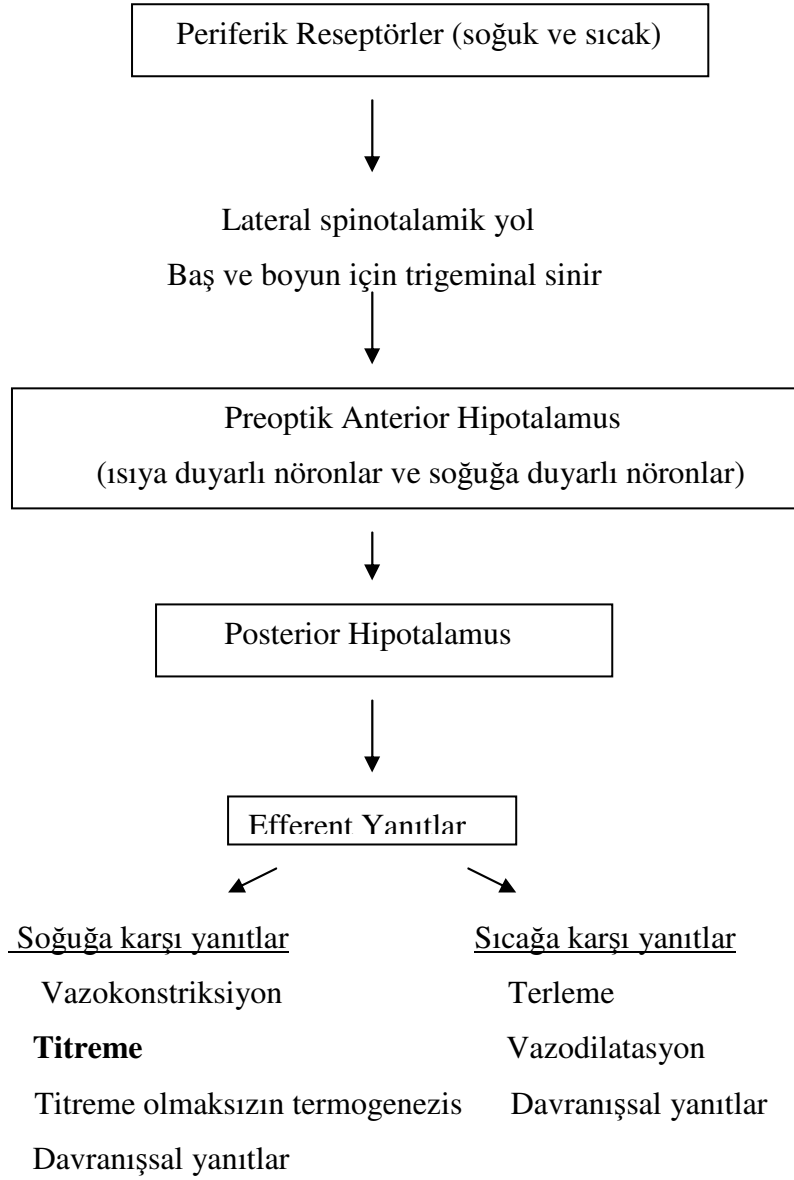 Periferik Reseptörler (soğuk ve sıcak)
Lateral spinotalamik yol
Baş ve boyun için trigeminal sinir
Preoptik Anterior Hipotalamus
(ısıya duyarlı nöronlar ve soğuğa duyarlı nöronlar)
Posterior Hipotalamus
Efferent Yanıtlar
Soğuğa karşı yanıtlar
Vazokonstriksiyon
Titreme
Titreme olmaksızın termogenezis
Davranışsal yanıtlar
Sıcağa karşı yanıtlar
Terleme
Vazodilatasyon
Davranışsal yanıtlar